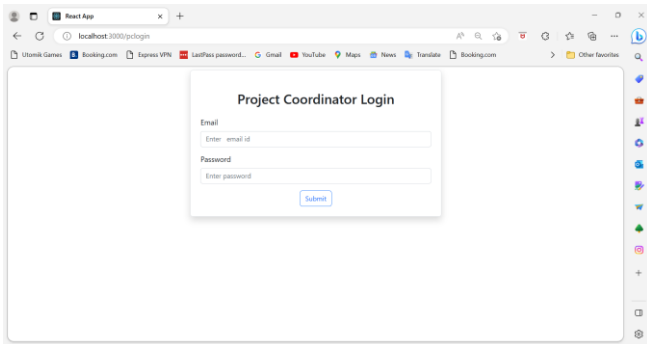 React App
localhost:3000/pclogin
Utomik Games Booking.com Express VPN LastPass password... Gmail YouTube Maps News Translate Booking.com Other favorites
Project Coordinator Login
Email
Enter email id
Password
Enter password
Submit